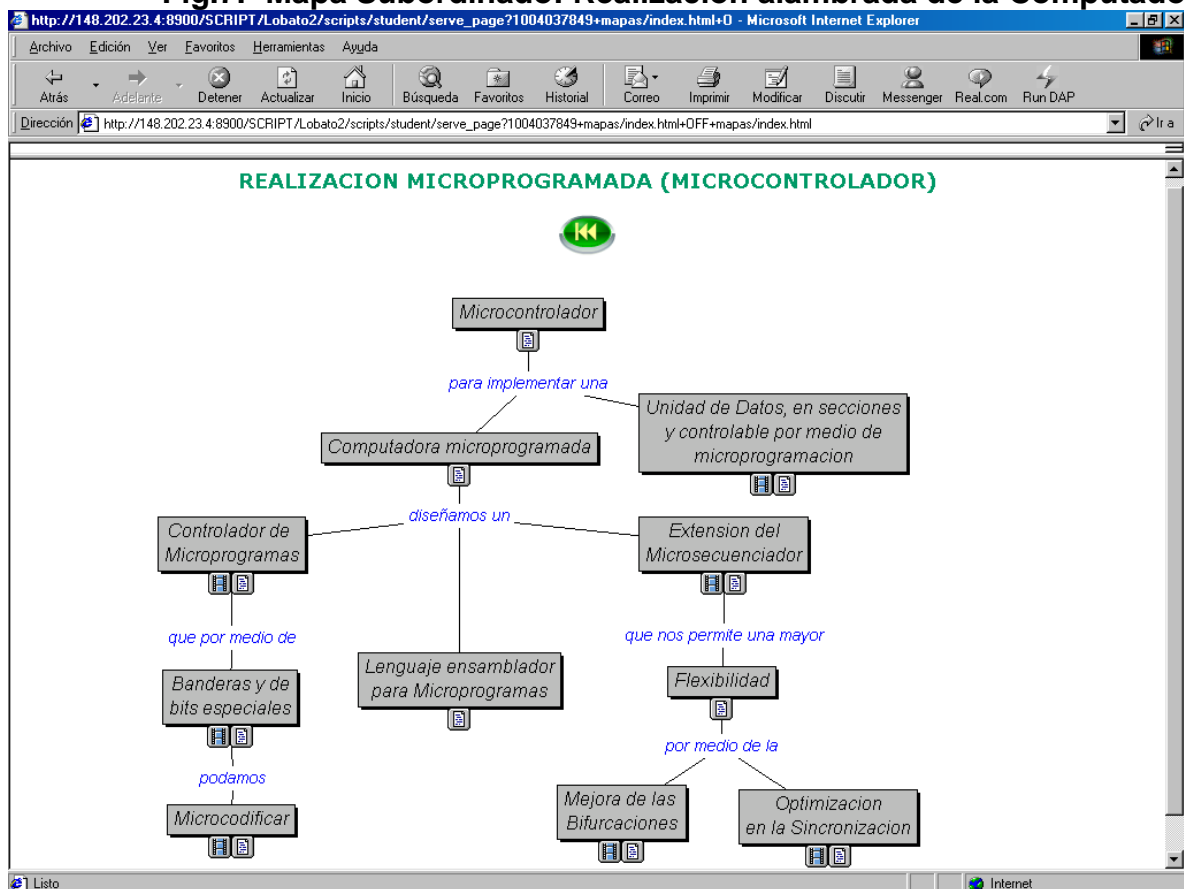 Mapa Subordinador Realización alambrada de la
http://148.202.23.4:8900/SCRIPT/Lobato2/scripts/student/serve_page?1004037849+mapas/index.html+O - Microsoft Internet Explorer
Archivo Edición Ver Favoritos Herramientas Ayuda
Atrás Adelante Detener Actualizar Inicio Búsqueda Favoritos Historial Correo Imprimir Modificar Discutir Messenger Real.com Run DAP
Dirección http://148.202.23.4:8900/SCRIPT/Lobato2/scripts/student/serve_page?1004037849+mapas/index.html+OFF+mapas/index.html Ir a
REALIZACION MICROPROGRAMADA (MICROCONTROLADOR)
Microcontrolador
para implementar una
Unidad de Datos, en secciones
y controlable por medio de
microprogramacion
Computadora microprogramada
diseñamos un
Controlador de
Microprogramas
Extension del
Microsecuenciador
que por medio de
que nos permite una mayor
Lenguaje ensamblador
para Microprogramas
Banderas y de
bits especiales
Flexibilidad
por medio de la
podamos
Mejora de las
Bifurcaciones
Optimizacion
en la Sincronizacion
Microcodificar
Listo
Internet